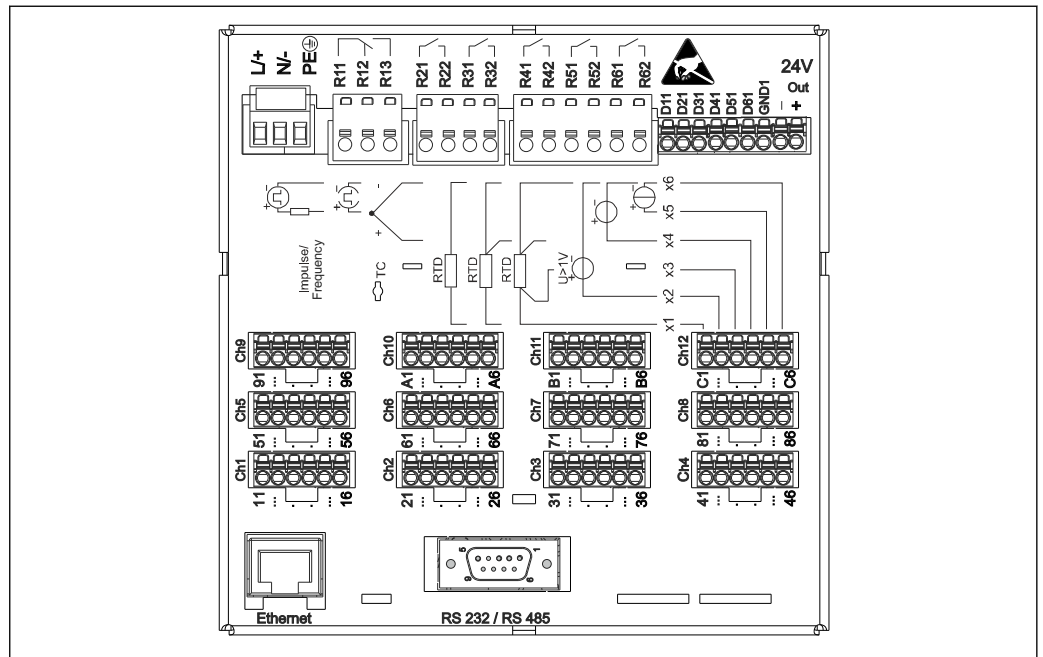 L/+ N/- PE R11 R12 R13 R21 R22 R31 R32 R41 R42 R51 R52 R61 R62
24V
Out
D11 D21 D31 D41 D51 D61 GND1 - +
+ - + - - + + - + -
Impulse/
Frequency
TC
RTD RTD RTD
U>1V + -
x6
x5
x4
x3
x2
x1
Ch9 Ch10 Ch11 Ch12
91 ... . . ... 96 A1 ... . . ... A6 B1 ... . . ... B6 C1 ... . . ... C6
Ch5 Ch6 Ch7 Ch8
51 ... . . ... 56 61 ... . . ... 66 71 ... . . ... 76 81 ... . . ... 86
Ch1 Ch2 Ch3 Ch4
11 ... . . ... 16 21 ... . . ... 26 31 ... . . ... 36 41 ... . . ... 46
5 1
9 6
Ethernet
RS 232 / RS 485